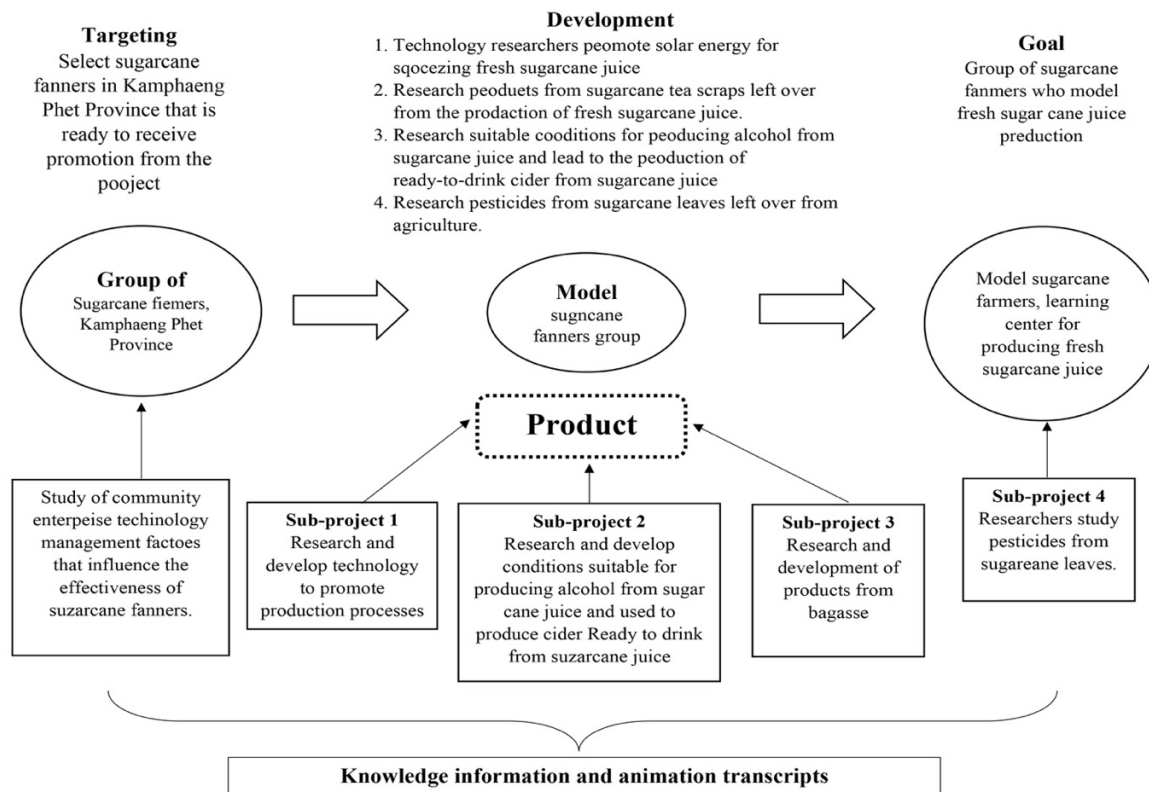 Targeting
Select sugarcane
fanners in Kamphaeng
Phet Province that is
ready to receive
promotion from the
pooject
Development
1. Technology researchers peomote solar energy for
sqocezing fresh sugarcane juice
2. Research peoduets from sugarcane tea scraps left over
from the prodaction of fresh sugarcane juice.
3. Research suitable coonditions for peoducing alcohol from
sugarcane juice and lead to the peoduction of
ready-to-drink cider from sugarcane juice
4. Research pesticides from sugarcane leaves left over from
agriculture.
Goal
Group of sugarcane
fanmers who model
fresh sugar cane juice
preduction
Group of
Sugarcane fiemers,
Kamphaeng Phet
Province
Model
sugncane
fanners group
Model sugarcane
farmers, learning
center for
producing fresh
sugarcane juice
Product
Study of community
enterpeise techinology
management factoes
that influence the
effectiveness of
suzarcane fanners.
Sub-project 1
Research and
develop technology
to promote
production processes
Sub-project 2
Research and develop
conditions suitable for
producing alcohol from sugar
cane juice and used to
produce cider Ready to drink
from suzarcane juice
Sub-project 3
Research and
development of
products from
bagasse
Sub-project 4
Researchers study
pesticides from
sugareane leaves.
Knowledge information and animation transcripts